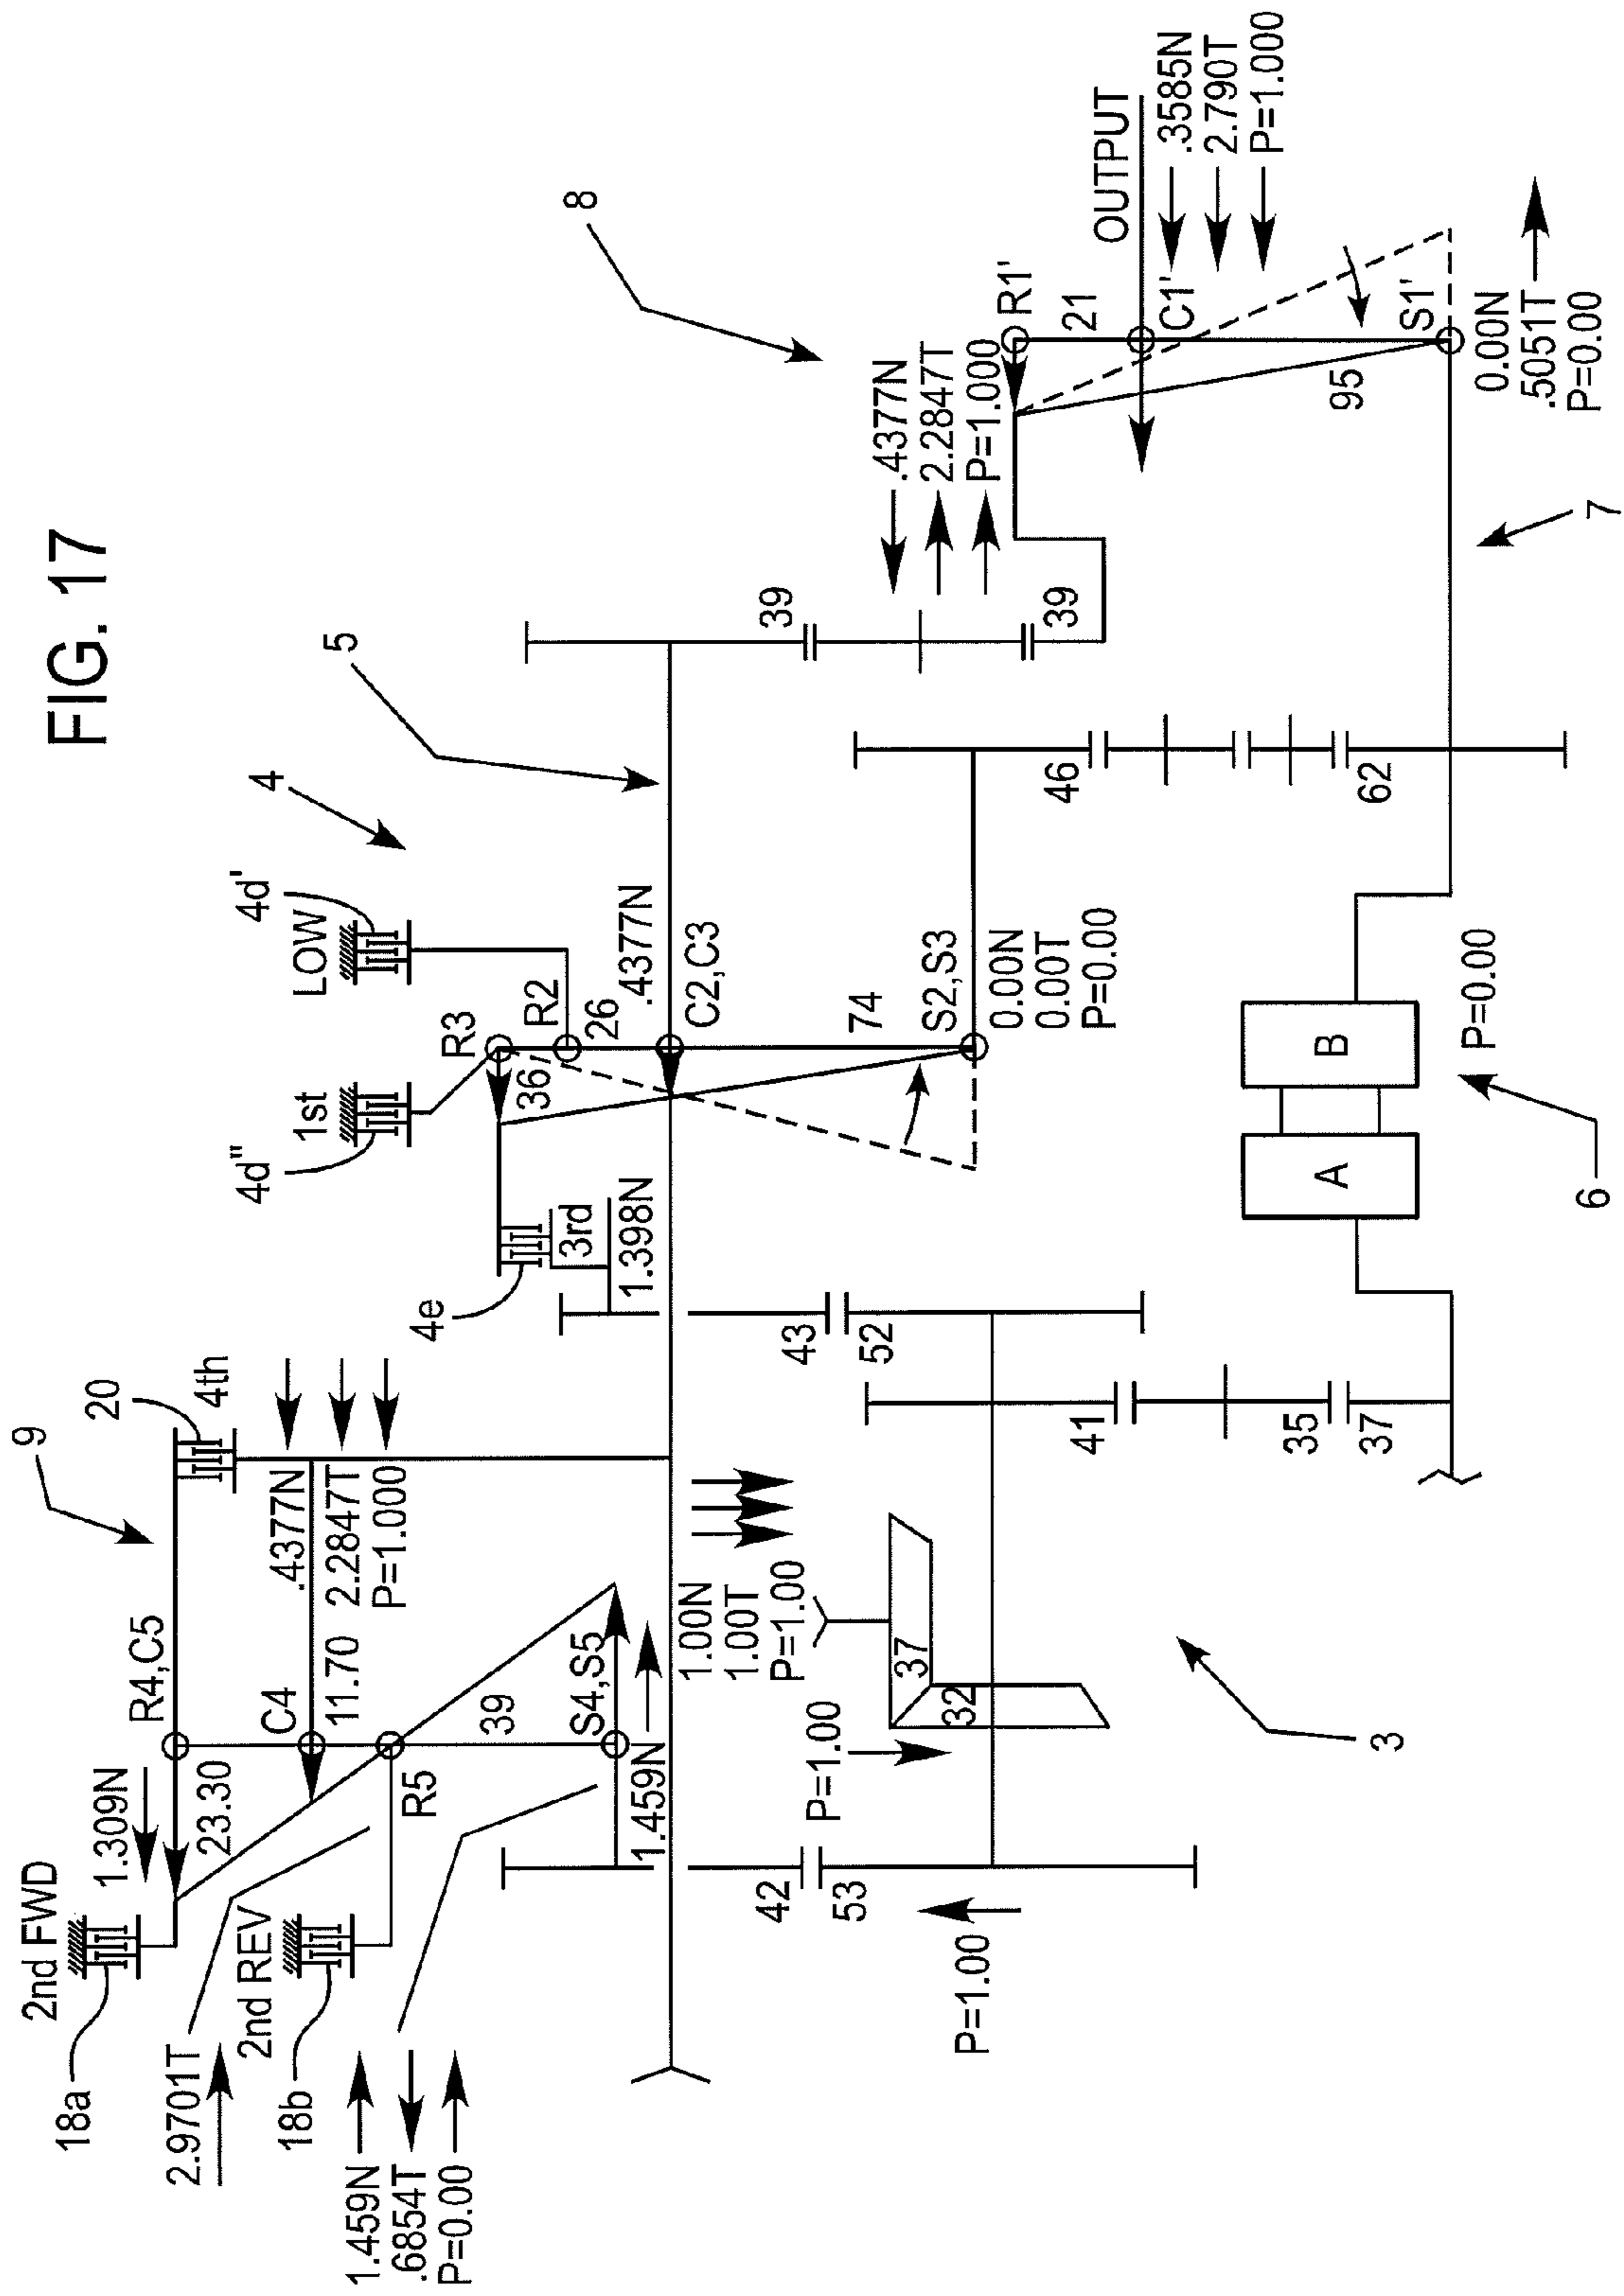 FIG. 17
2nd FWD
18a
1.309N
23.30
R4,C5
9
20
4th
2.9701T
2nd REV
18b
R5
C4
11.70
.4377N
2.2847T
P=1.000
1.459N
.6854T
P=0.00
39
S4,S5
1.459N
1.00N
1.00T
P=1.00
4e
3rd
1.398N
4d"
1st
R3
36
R2
26
LOW
4d'
4
.4377N
C2,C3
74
S2,S3
0.00N
0.00T
P=0.00
5
39
39
.4377N
2.2847T
P=1.000
8
R1'
21
OUTPUT
C1'
.3585N
2.790T
P=1.000
95
S1'
0.00N
.5051T
P=0.00
7
42
53
P=1.00
P=1.00
37
32
3
43
52
41
35
37
46
62
A
B
P=0.00
6